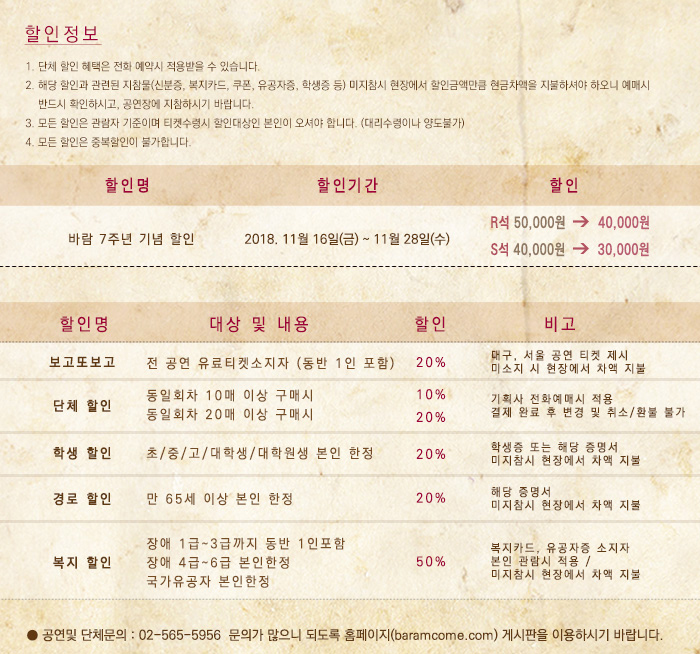 할인정보
1. 단체 할인 혜택은 전화 예약시 적용받을 수 있습니다.
2. 해당 할인과 관련된 지참물(신분증, 복지카드, 쿠폰, 유공자증, 학생증 등) 미지참시 현장에서 할인금액만큼 현금차액을 지불하셔야 하오니 예매시
반드시 확인하시고, 공연장에 지참하시기 바랍니다.
3. 모든 할인은 관람자 기준이며 티켓수령시 할인대상인 본인이 오셔야 합니다. (대리수령이나 양도불가)
4. 모든 할인은 중복할인이 불가합니다.
할인명 할인기간 할인
바람 7주년 기념 할인 2018. 11월 16일(금) ~ 11월 28일(수)
R석 50,000원 → 40,000원
S석 40,000원 → 30,000원
할인명 대상 및 내용 할인 비고
보고또보고 전 공연 유료티켓소지자 (동반 1인 포함) 20%
대구, 서울 공연 티켓 제시
미소지 시 현장에서 차액 지불
단체 할인
동일회차 10매 이상 구매시 10%
동일회차 20매 이상 구매시 20%
기획사 전화예매시 적용
결제 완료 후 변경 및 취소/환불 불가
학생 할인 초/중/고/대학생/대학원생 본인 한정 20%
학생증 또는 해당 증명서
미지참시 현장에서 차액 지불
경로 할인 만 65세 이상 본인 한정 20%
해당 증명서
미지참시 현장에서 차액 지불
복지 할인
장애 1급~3급까지 동반 1인포함
장애 4급~6급 본인한정
국가유공자 본인한정
50%
복지카드, 유공자증 소지자
본인 관람시 적용 /
미지참시 현장에서 차액 지불
● 공연및 단체문의 : 02-565-5956 문의가 많으니 되도록 홈페이지(baramcome.com) 게시판을 이용하시기 바랍니다.